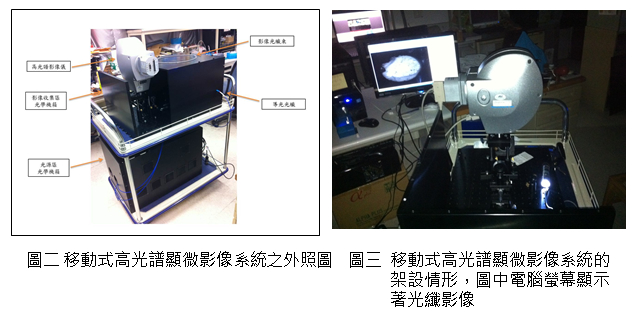 影像光纖束
高光譜影像儀
影像收集區
光學機箱
導光光纖
光源區
光學機箱
圖二 移動式高光譜顯微影像系統之外照圖
圖三 移動式高光譜顯微影像系統的
架設情形，圖中電腦螢幕顯示
著光纖影像